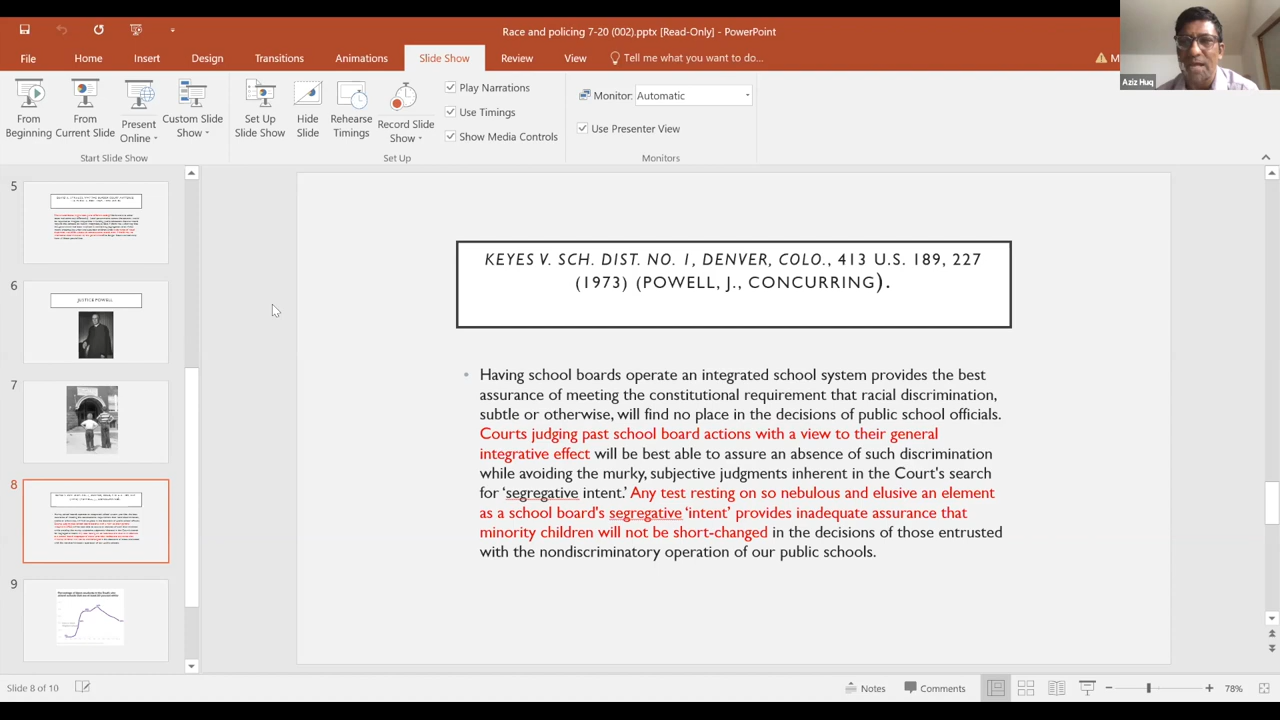 Race and policing 7-20 (002).pptx [Read-Only] - PowerPoint
File Home Insert Design Transitions Animations Slide Show Review View Tell me what you want to do...
Aziz Huq
From Beginning
From Current Slide
Present Online
Custom Slide Show
Set Up Slide Show
Hide Slide
Rehearse Timings
Record Slide Show
Play Narrations
Use Timings
Show Media Controls
Monitor: Automatic
Use Presenter View
Start Slide Show
Set Up
Monitors
5
6
JUSTICE POWELL
7
8
9
KEYES V. SCH. DIST. NO. 1, DENVER, COLO., 413 U.S. 189, 227
(1973) (POWELL, J., CONCURRING).
• Having school boards operate an integrated school system provides the best
assurance of meeting the constitutional requirement that racial discrimination,
subtle or otherwise, will find no place in the decisions of public school officials.
Courts judging past school board actions with a view to their general
integrative effect will be best able to assure an absence of such discrimination
while avoiding the murky, subjective judgments inherent in the Court's search
for 'segregative intent.' Any test resting on so nebulous and elusive an element
as a school board's segregative 'intent' provides inadequate assurance that
minority children will not be short-changed in the decisions of those entrusted
with the nondiscriminatory operation of our public schools.
Slide 8 of 10
Notes
Comments
78%